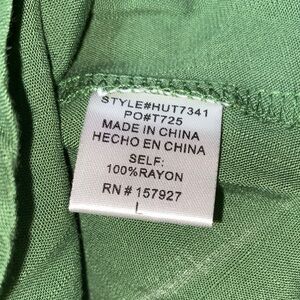 STYLE#HUT7341
PO#T725
MADE IN CHINA
HECHO EN CHINA
SELF:
100%RAYON
RN # 157927
L